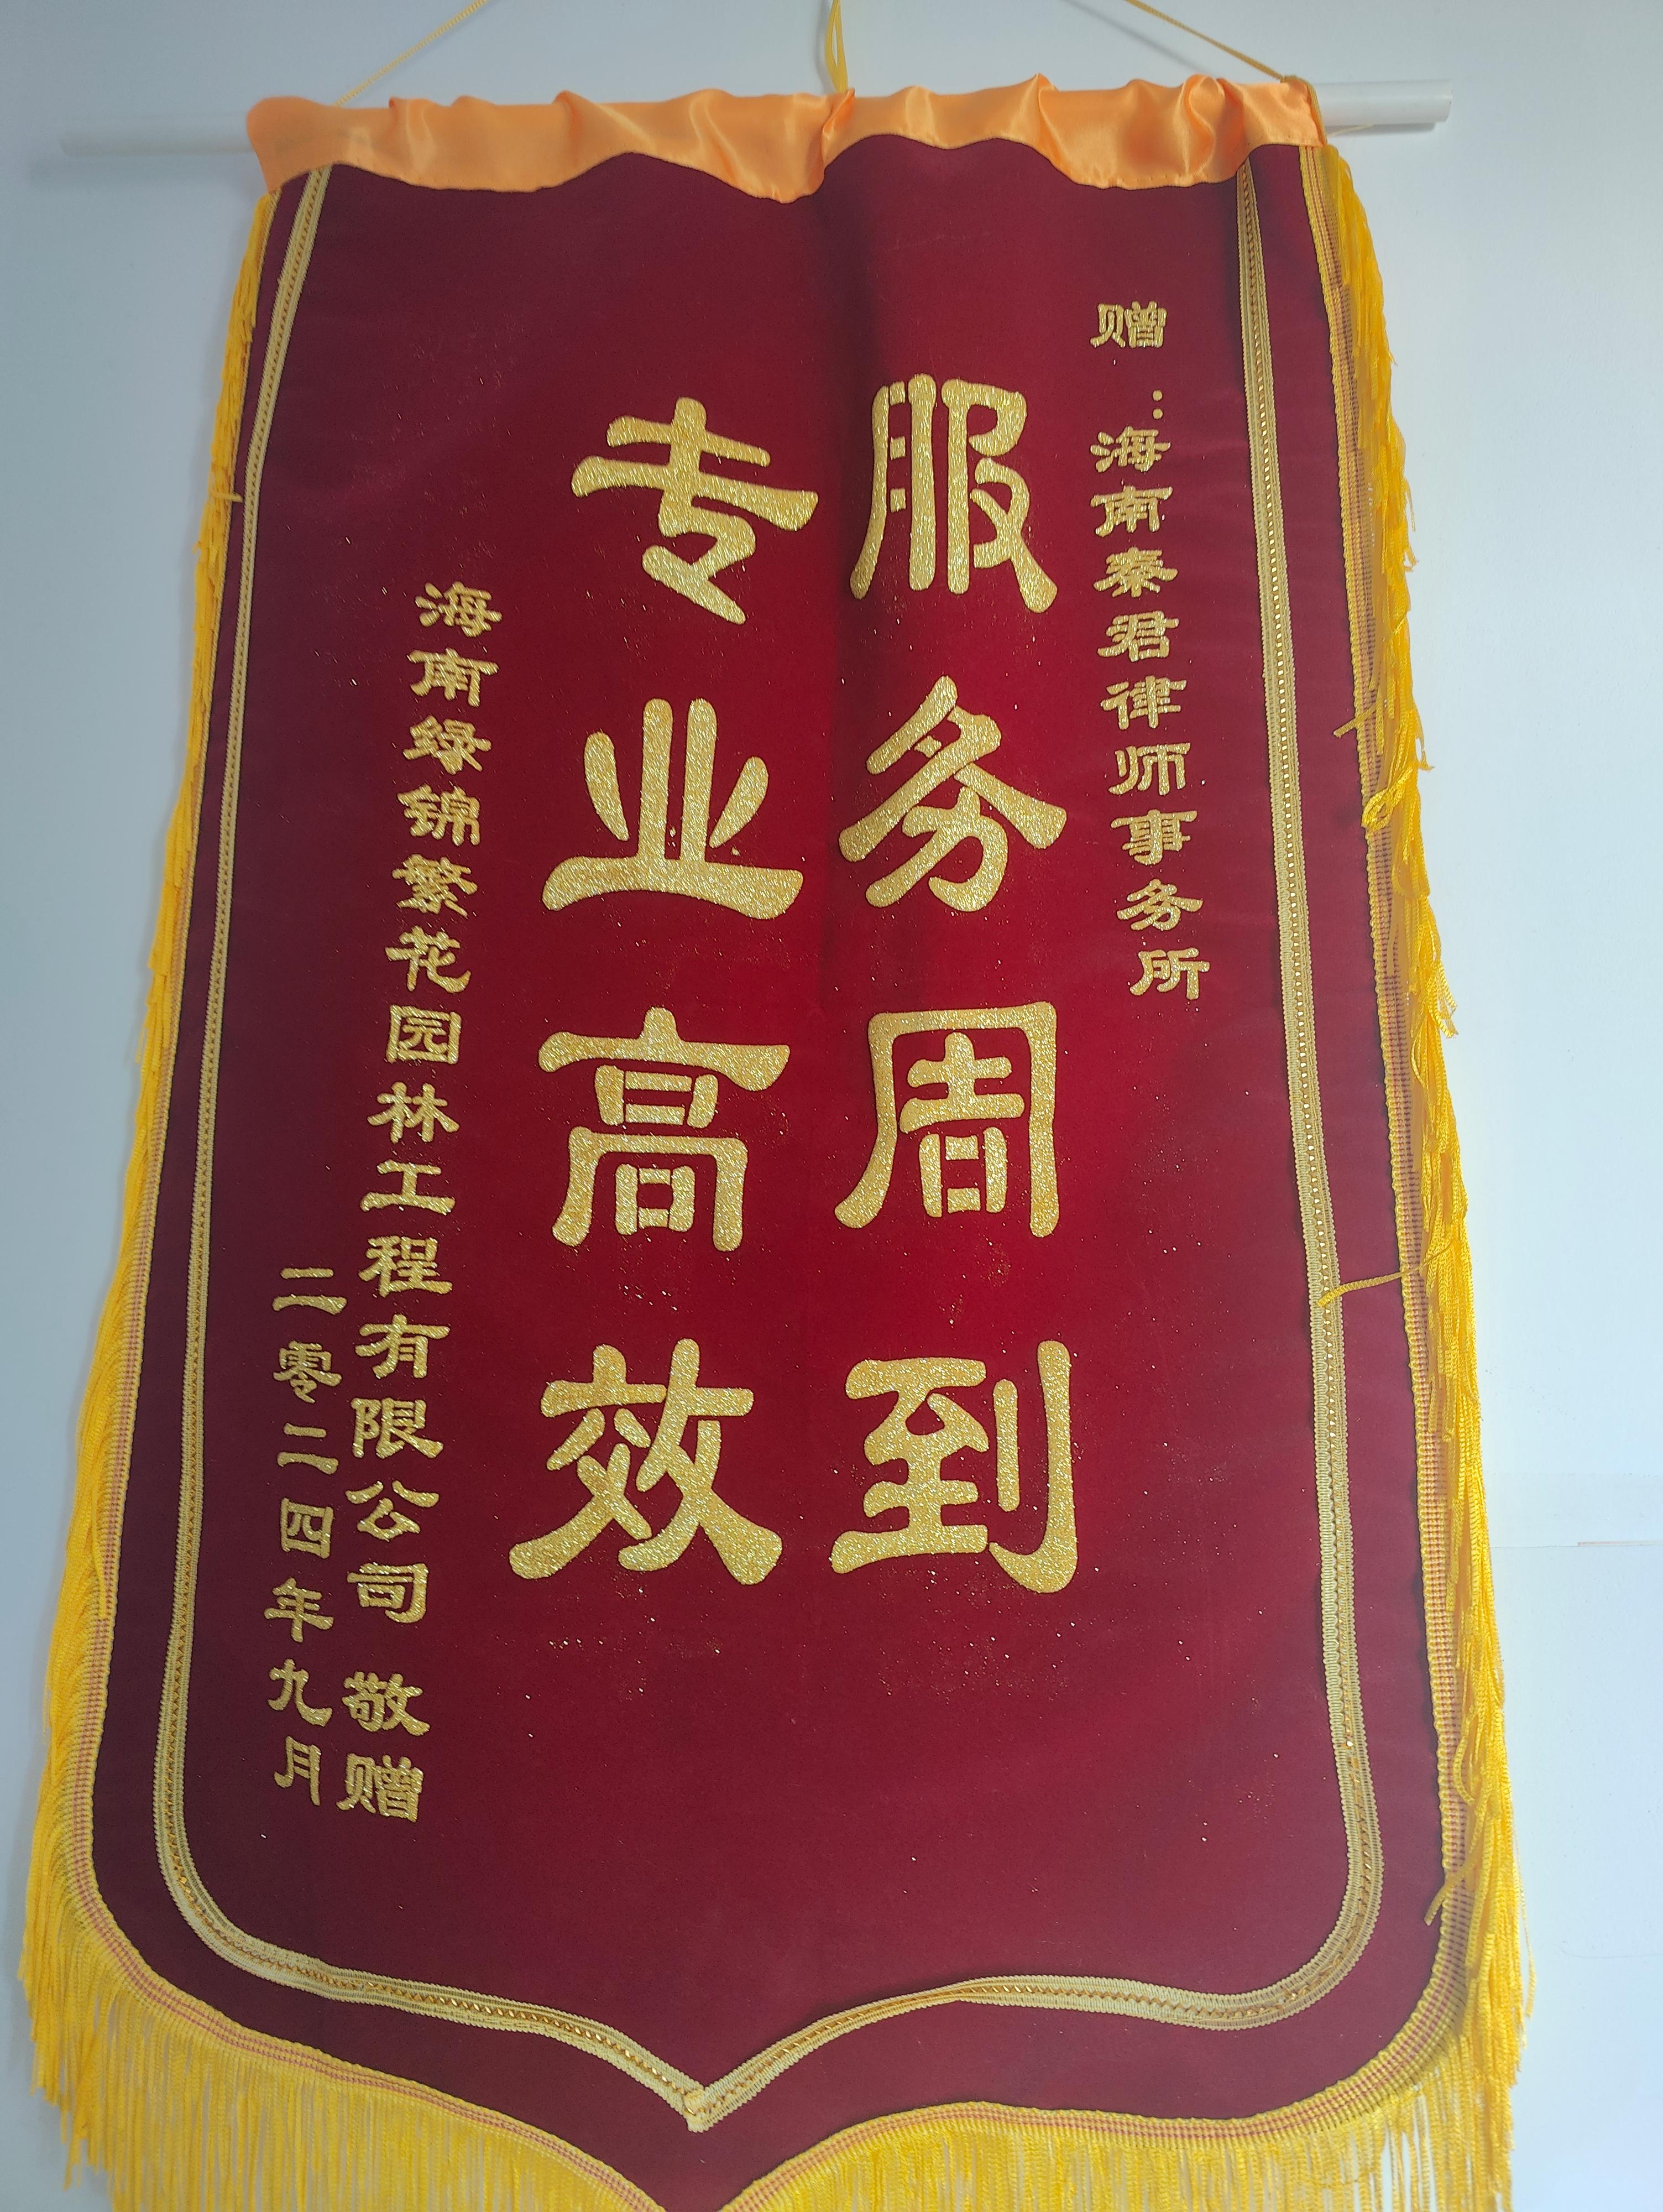 赠：海南秦君律师事务所
服务周到
专业高效
海南绿锦繁花园林工程有限公司 敬赠
二零二四年九月